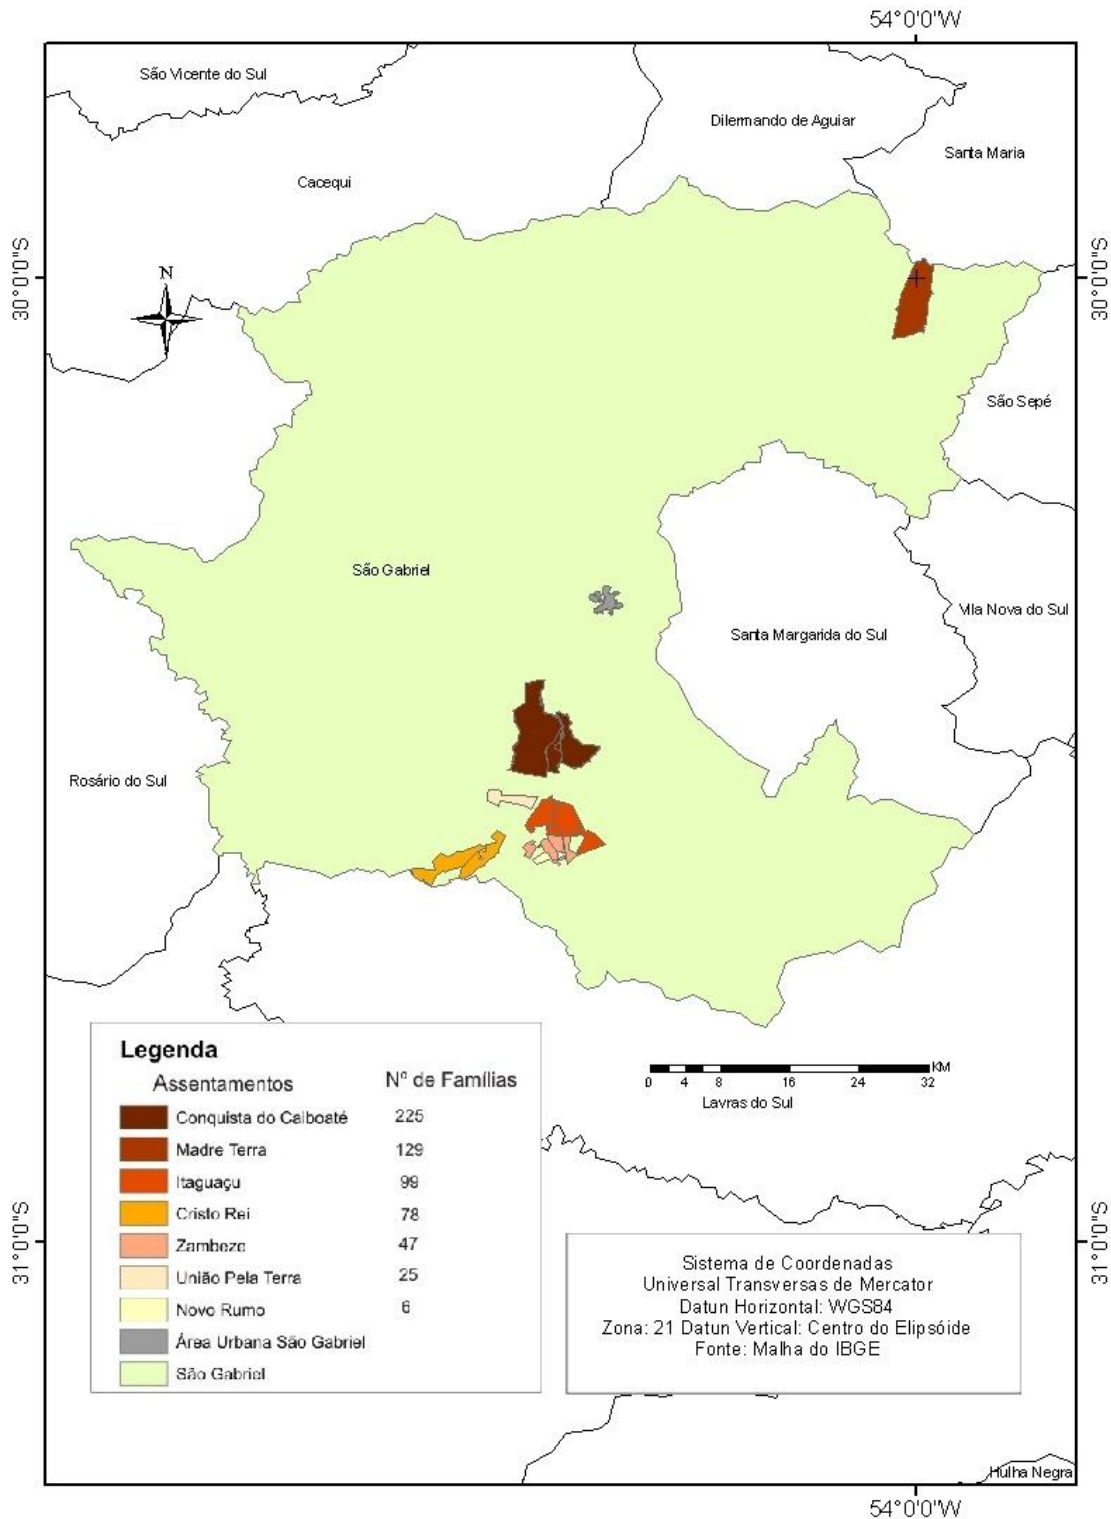 54°0'0"W
São Vicente do Sul
Dilermando de Aguiar
Santa Maria
Cacequi
30°0'0"S
30°0'0"S
N
São Sepé
São Gabriel
Vila Nova do Sul
Santa Margarida do Sul
Rosário do Sul
Legenda
Assentamentos Nº de Famílias
Conquista do Caiboaté 225
Madre Terra 129
Itaguaçu 99
Cristo Rei 78
Zambeze 47
União Pela Terra 25
Novo Rumo 6
Área Urbana São Gabriel
São Gabriel
KM
0 4 8 16 24 32
Lavras do Sul
31°0'0"S
31°0'0"S
Sistema de Coordenadas
Universal Transversas de Mercator
Datun Horizontal: WGS84
Zona: 21 Datun Vertical: Centro do Elipsóide
Fonte: Malha do IBGE
Hulha Negra
54°0'0"W